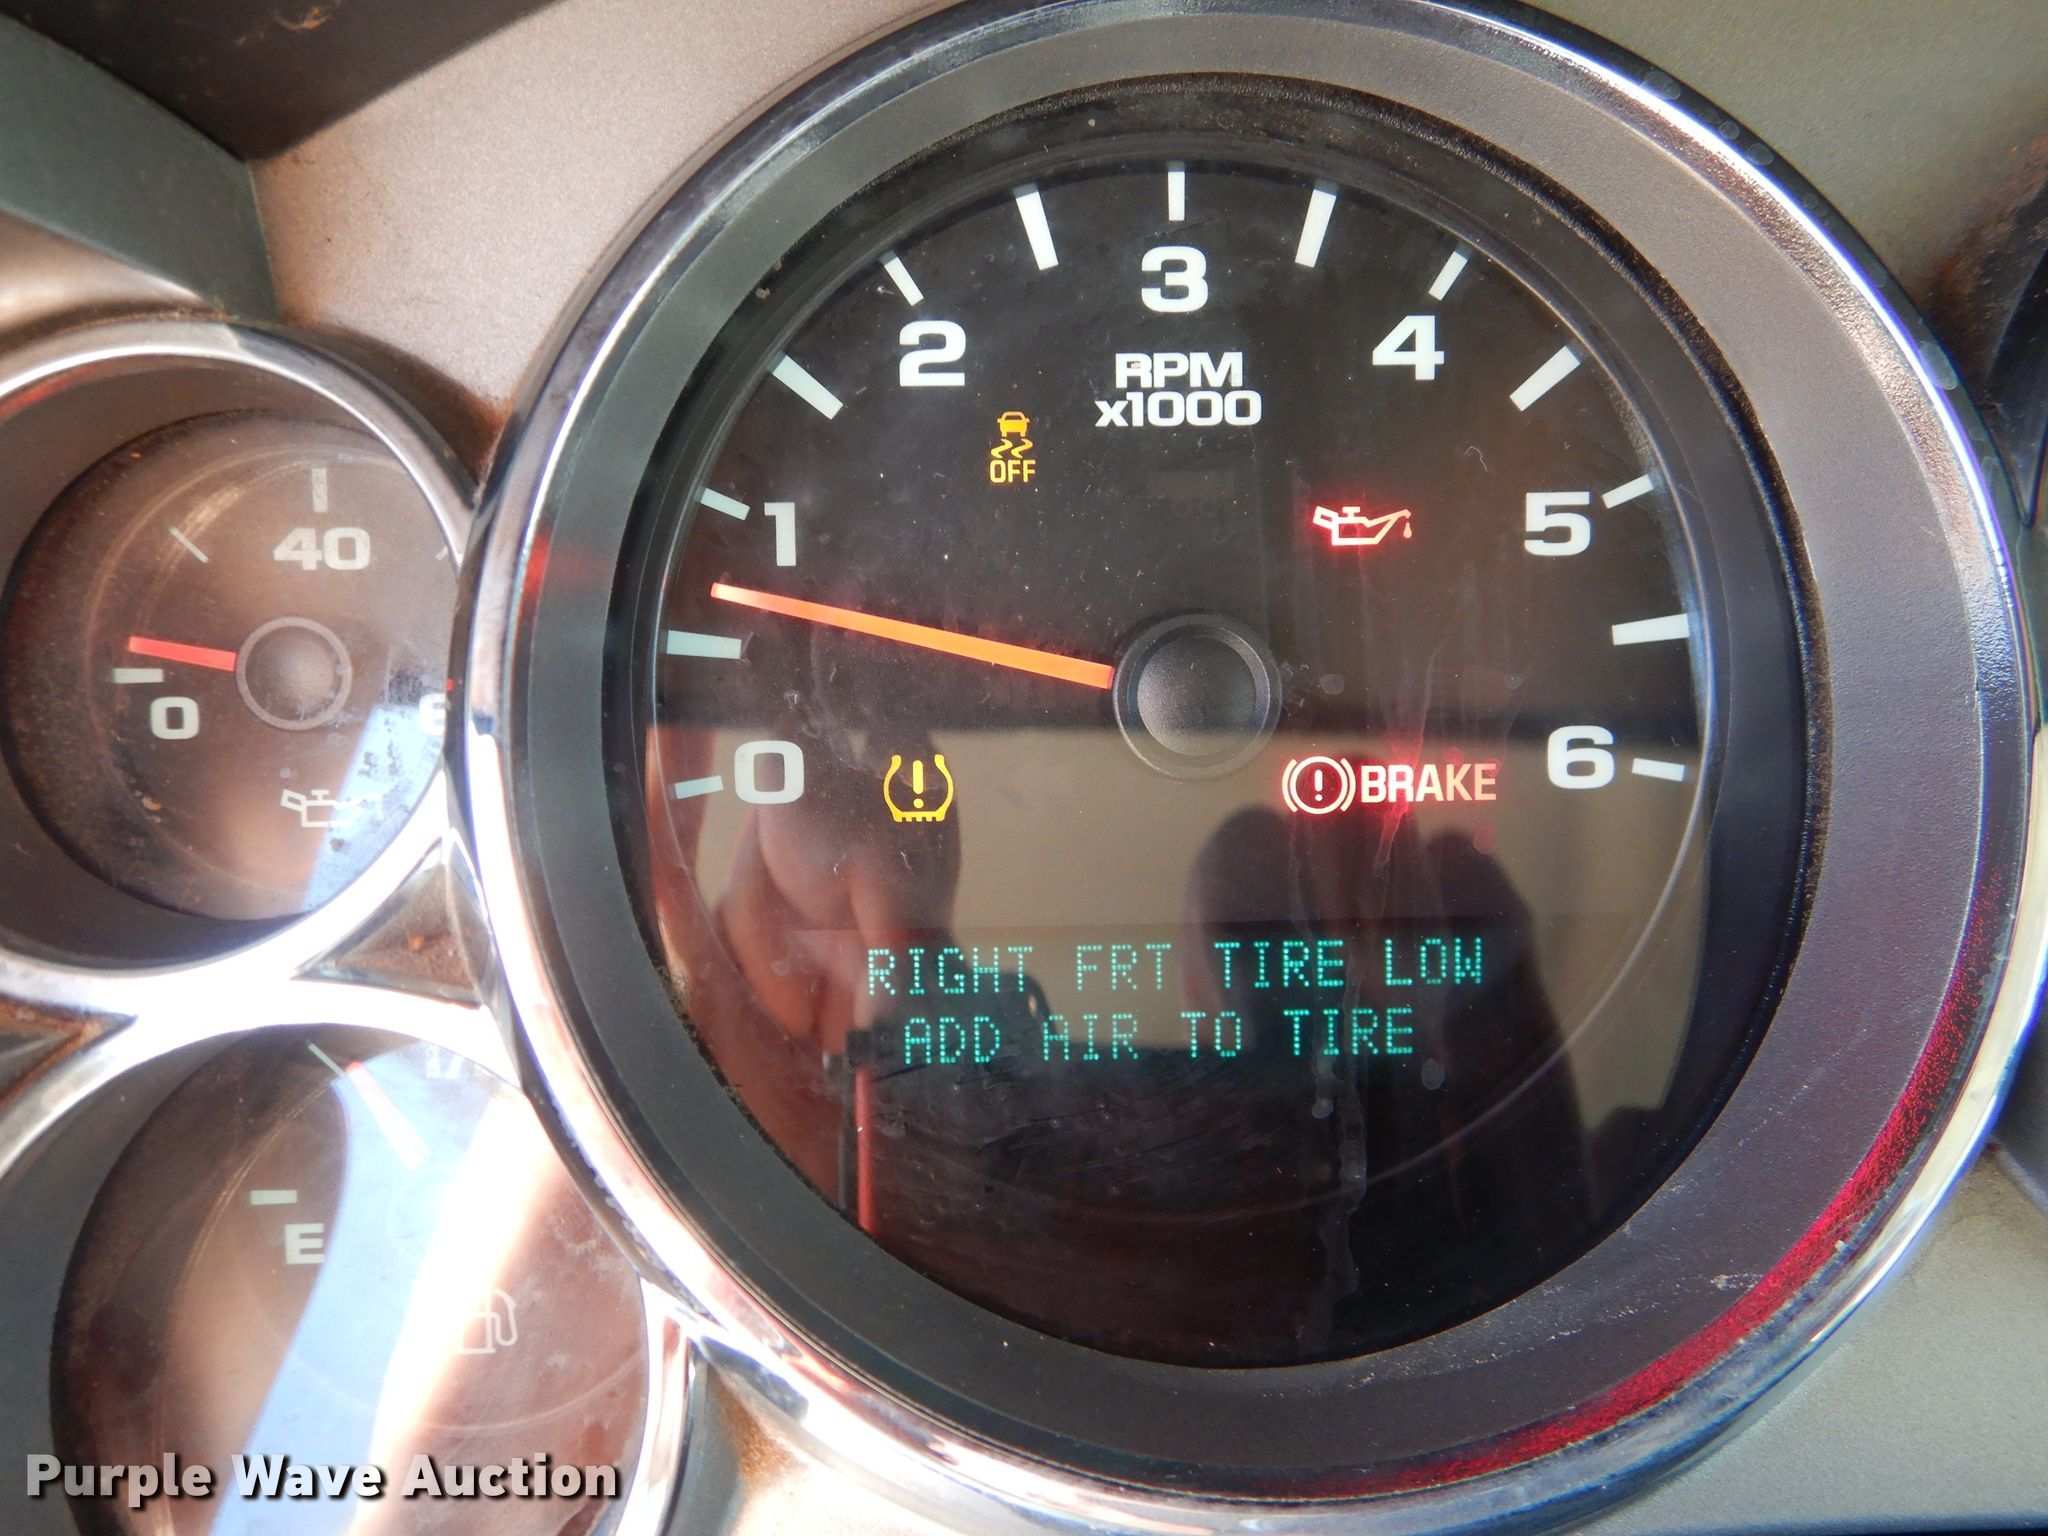 3
2
4
RPM
x1000
OFF
1
5
40
0
0
6
BRAKE
RIGHT FRT TIRE LOW
ADD AIR TO TIRE
E
Purple Wave Auction